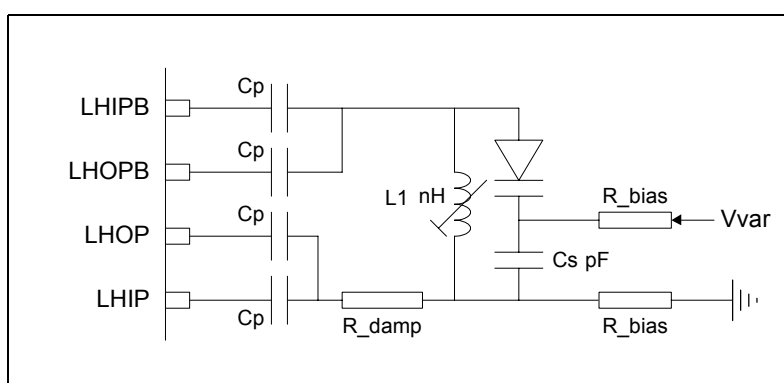 Cp
LHIPB
Cp
LHOPB
L1 nH
R_bias
Cp
LHOP
Vvar
Cs pF
LHIP
Cp
R_damp
R_bias